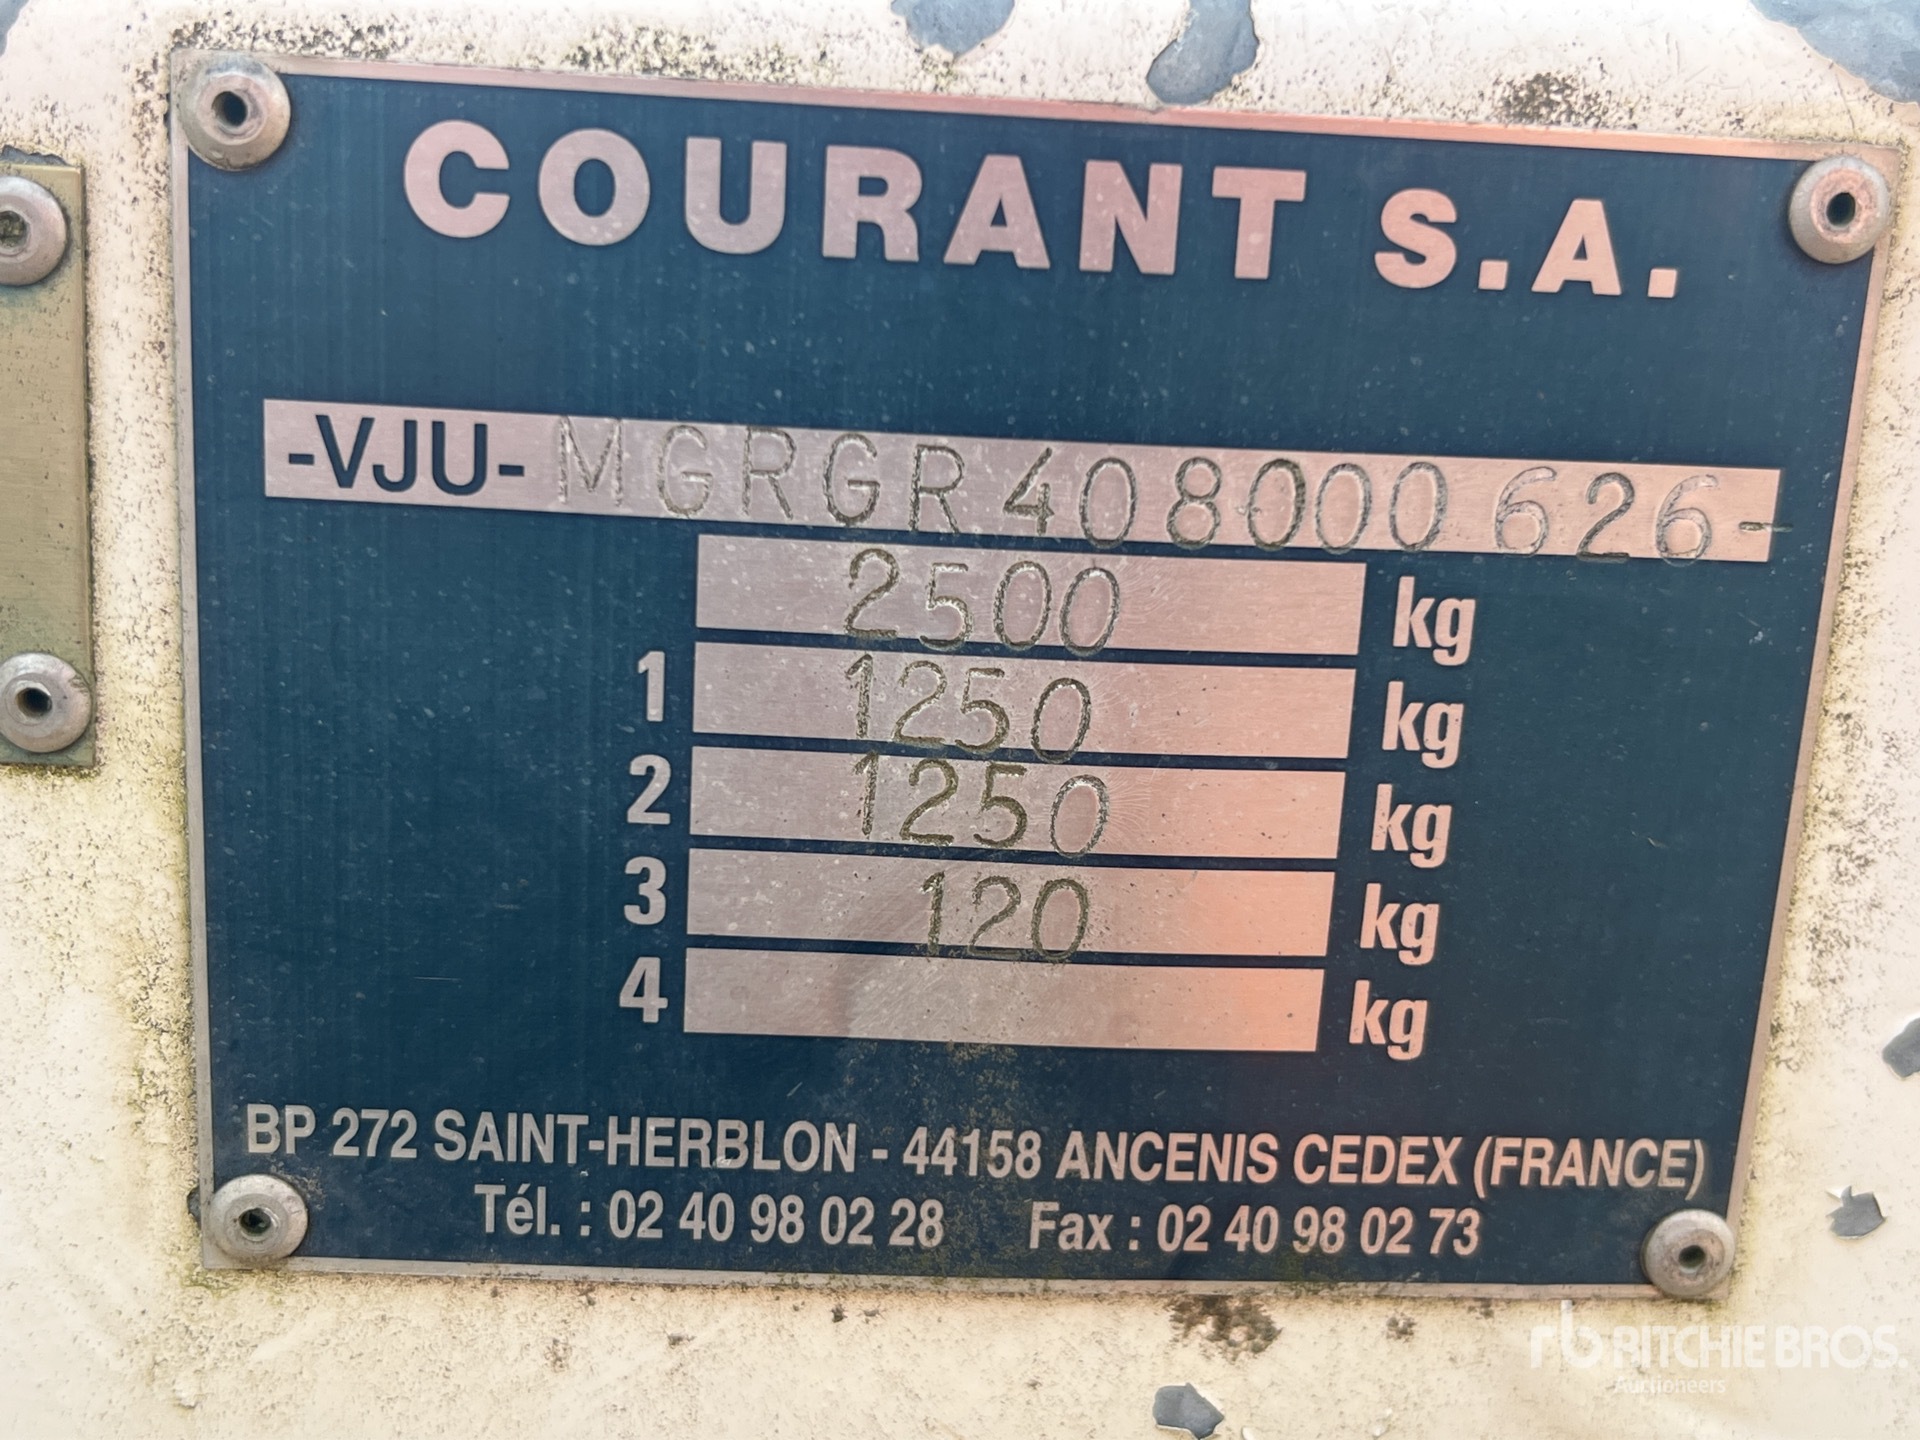 COURANT S.A.
-VJU- MGRGR408000626-
2500 kg
1 1250 kg
2 1250 kg
3 120 kg
4 kg
BP 272 SAINT-HERBLON - 44158 ANCENIS CEDEX (FRANCE)
Tél. : 02 40 98 02 28 Fax : 02 40 98 02 73
rb RITCHIE BROS.
Auctioneers